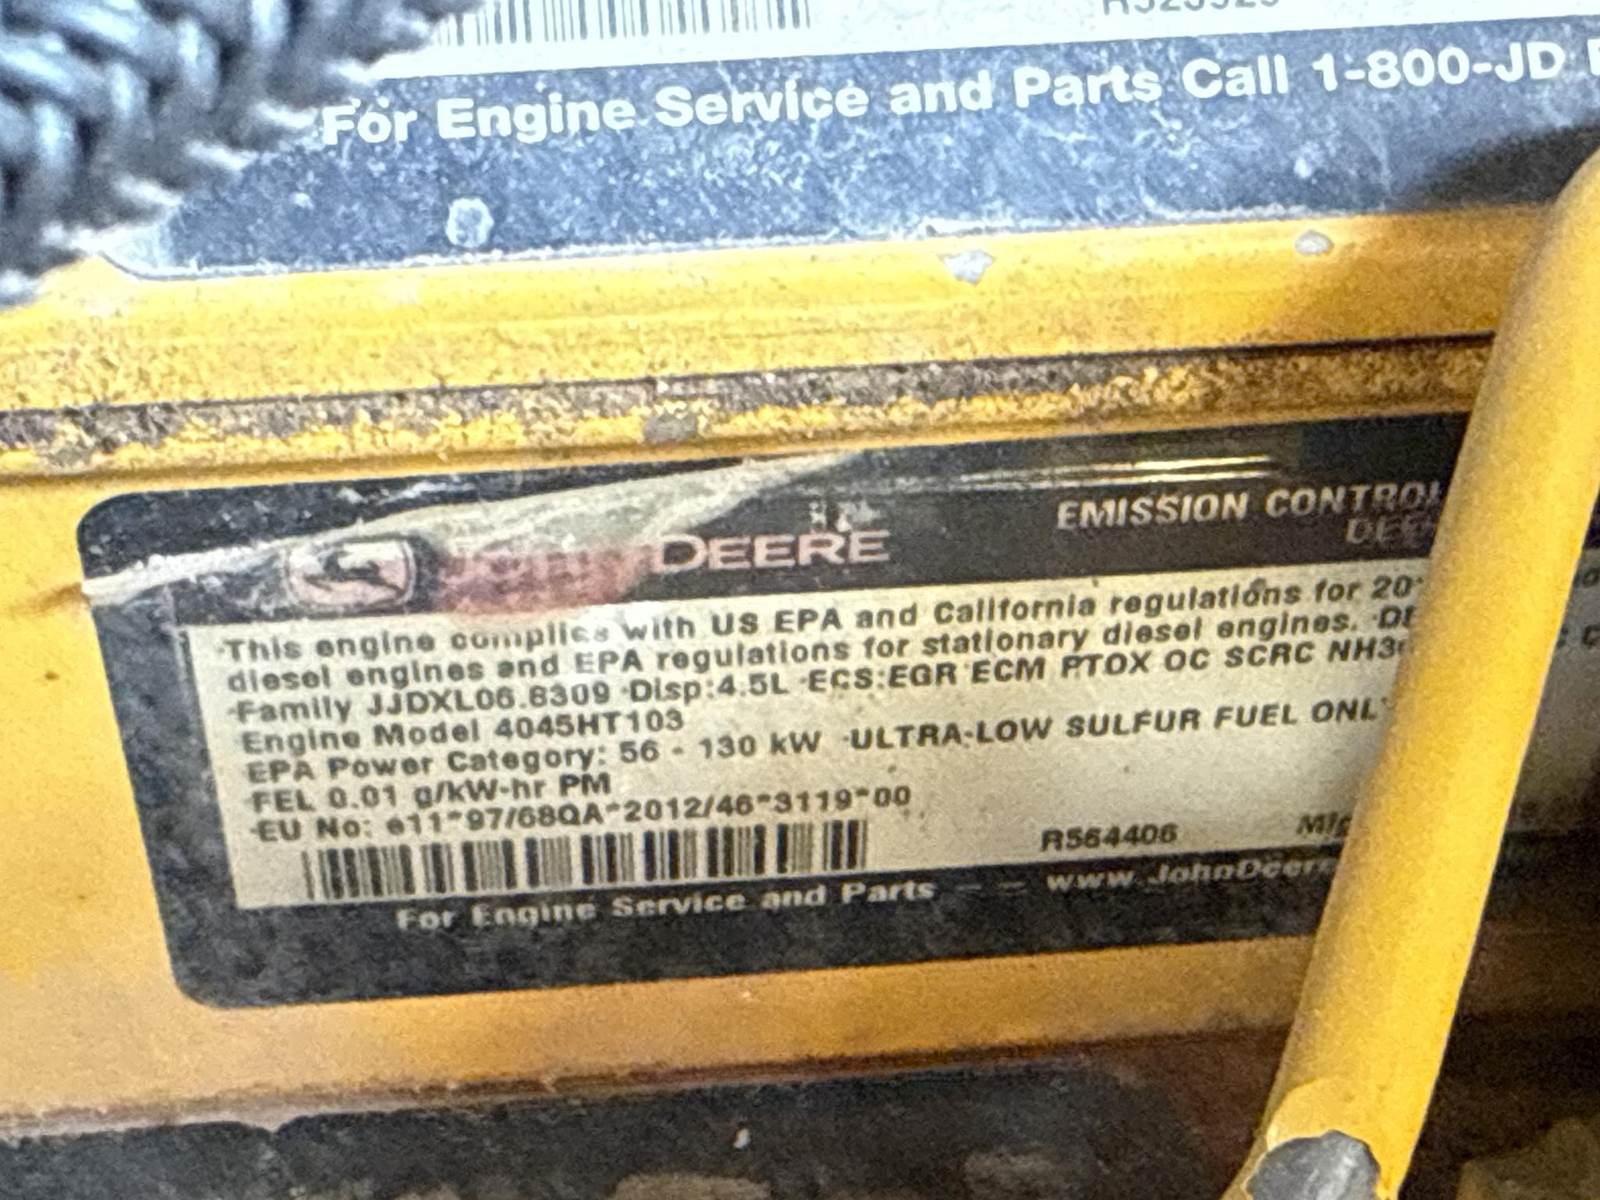 For Engine Service and Parts Call 1-800-JD
JOHN DEERE
EMISSION CONTROL
This engine complies with US EPA and California regulations for 20
diesel engines and EPA regulations for stationary diesel engines.
Family JJDXL06.8309 ·Disp:4.5L ·ECS:EGR ECM PTOX OC SCRC NH3
Engine Model 4045HT103
EPA Power Category: 56 - 130 kW ·ULTRA-LOW SULFUR FUEL ONL
FEL 0.01 g/kW-hr PM
·EU No: e11*97/68QA*2012/46*3119*00
R564406
For Engine Service and Parts - - www.JohnDeere